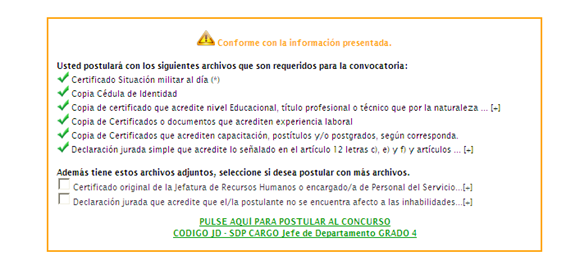 Conforme con la información presentada.
Usted postulará con los siguientes archivos que son requeridos para la convocatoria:
Certificado Situación militar al día (*)
Copia Cédula de Identidad
Copia de certificado que acredite nivel Educacional, título profesional o técnico que por la naturaleza ... [+]
Copia de Certificados o documentos que acrediten experiencia laboral
Copia de Certificados que acrediten capacitación, postítulos y/o postgrados, según corresponda.
Declaración jurada simple que acredite lo señalado en el artículo 12 letras c), e) y f) y artículos ... [+]
Además tiene estos archivos adjuntos, seleccione si desea postular con más archivos.
Certificado original de la Jefatura de Recursos Humanos o encargado/a de Personal del Servicio...[+]
Declaración jurada que acredite que el/la postulante no se encuentra afecto a las inhabilidades...[+]
PULSE AQUÍ PARA POSTULAR AL CONCURSO
CODIGO JD - SDP CARGO Jefe de Departamento GRADO 4